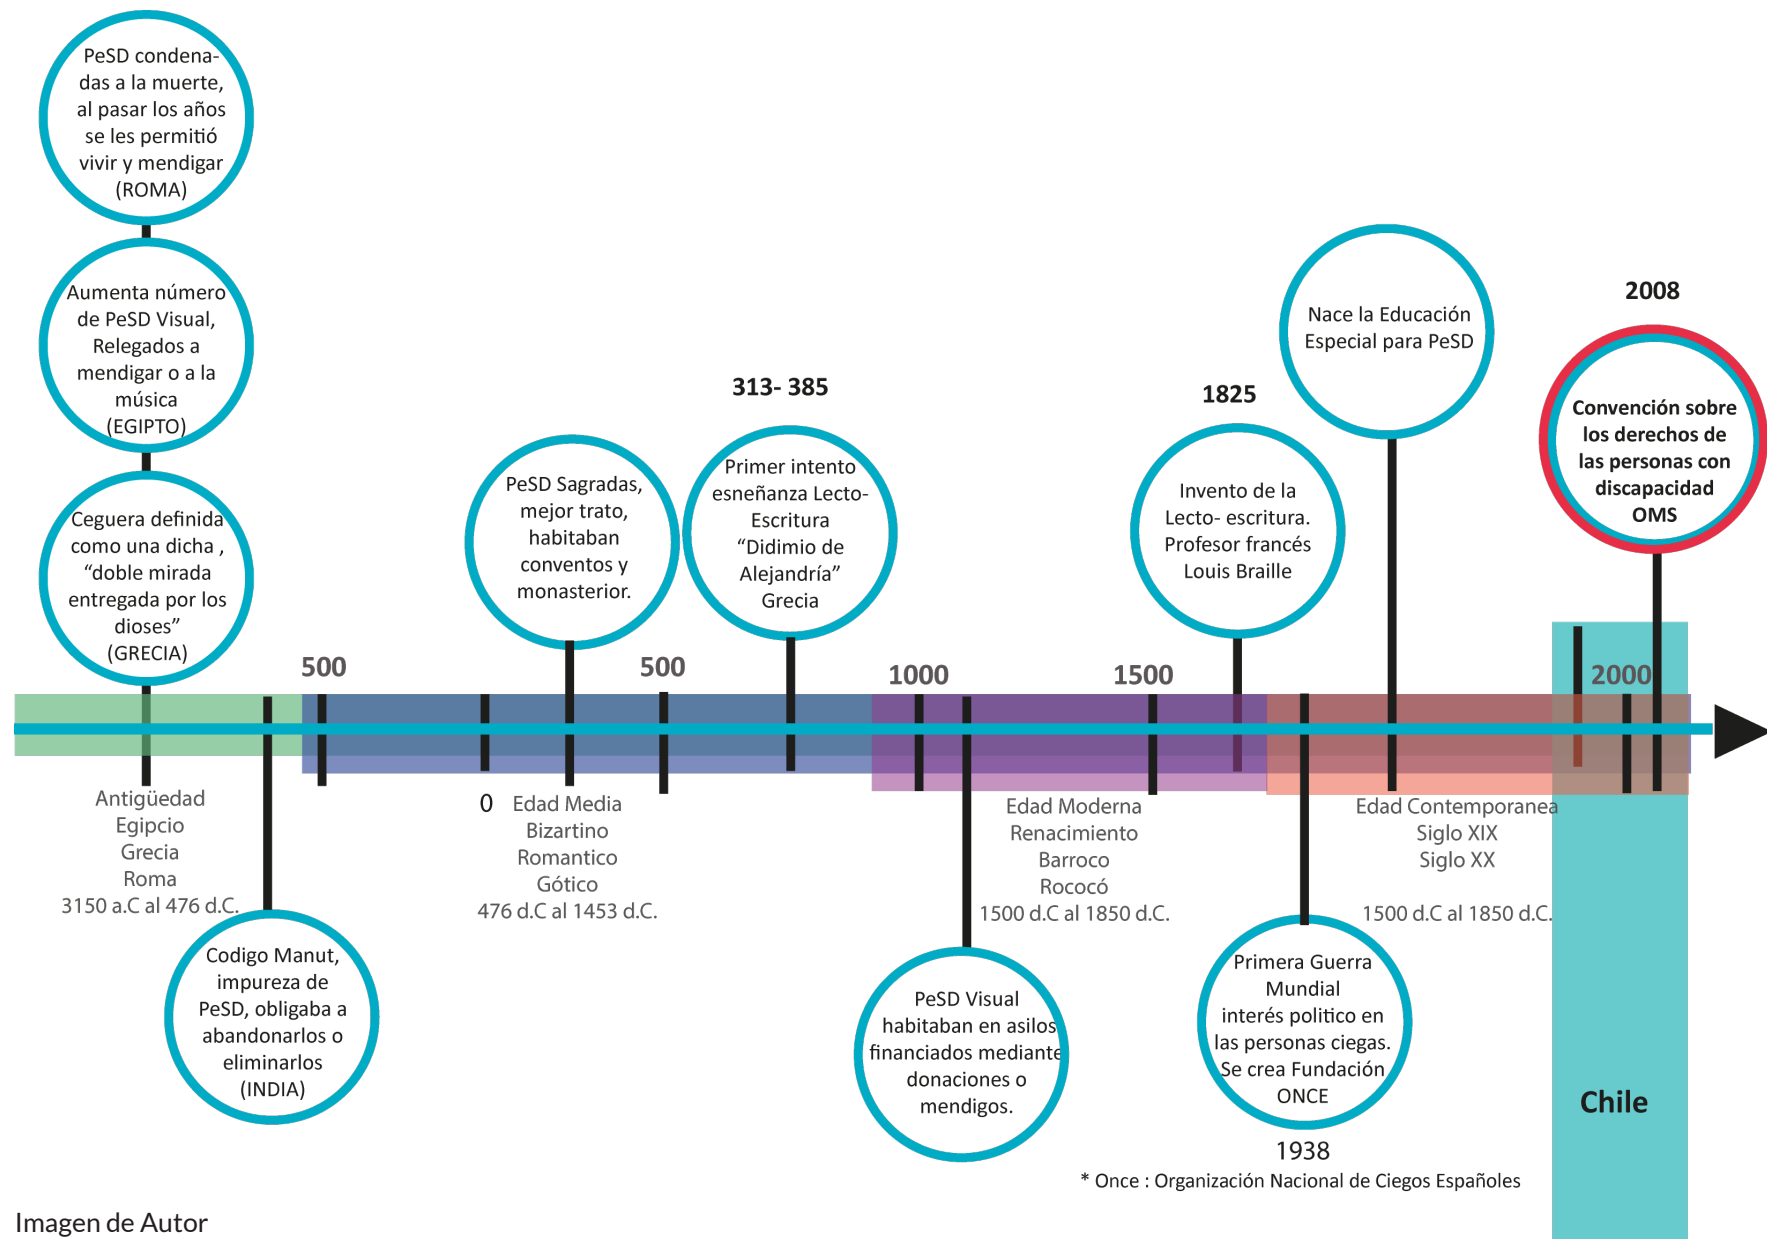 PeSD condena-
das a la muerte,
al pasar los años
se les permitió
vivir y mendigar
(ROMA)
Aumenta número
de PeSD Visual,
Relegados a
mendigar o a la
música
(EGIPTO)
Ceguera definida
como una dicha ,
“doble mirada
entregada por los
dioses”
(GRECIA)
PeSD Sagradas,
mejor trato,
habitaban
conventos y
monasterior.
313- 385
Primer intento
esneñanza Lecto-
Escritura
“Didimio de
Alejandría”
Grecia
1825
Invento de la
Lecto- escritura.
Profesor francés
Louis Braille
Nace la Educación
Especial para PeSD
2008
Convención sobre
los derechos de
las personas con
discapacidad
OMS
500
500
1000
1500
2000
0
Antigüedad
Egipcio
Grecia
Roma
3150 a.C al 476 d.C.
Edad Media
Bizartino
Romantico
Gótico
476 d.C al 1453 d.C.
Edad Moderna
Renacimiento
Barroco
Rococó
1500 d.C al 1850 d.C.
Edad Contemporanea
Siglo XIX
Siglo XX
1500 d.C al 1850 d.C.
Codigo Manut,
impureza de
PeSD, obligaba a
abandonarlos o
eliminarlos
(INDIA)
PeSD Visual
habitaban en asilos
financiados mediante
donaciones o
mendigos.
Primera Guerra
Mundial
interés politico en
las personas ciegas.
Se crea Fundación
ONCE
1938
* Once : Organización Nacional de Ciegos Españoles
Chile
Imagen de Autor